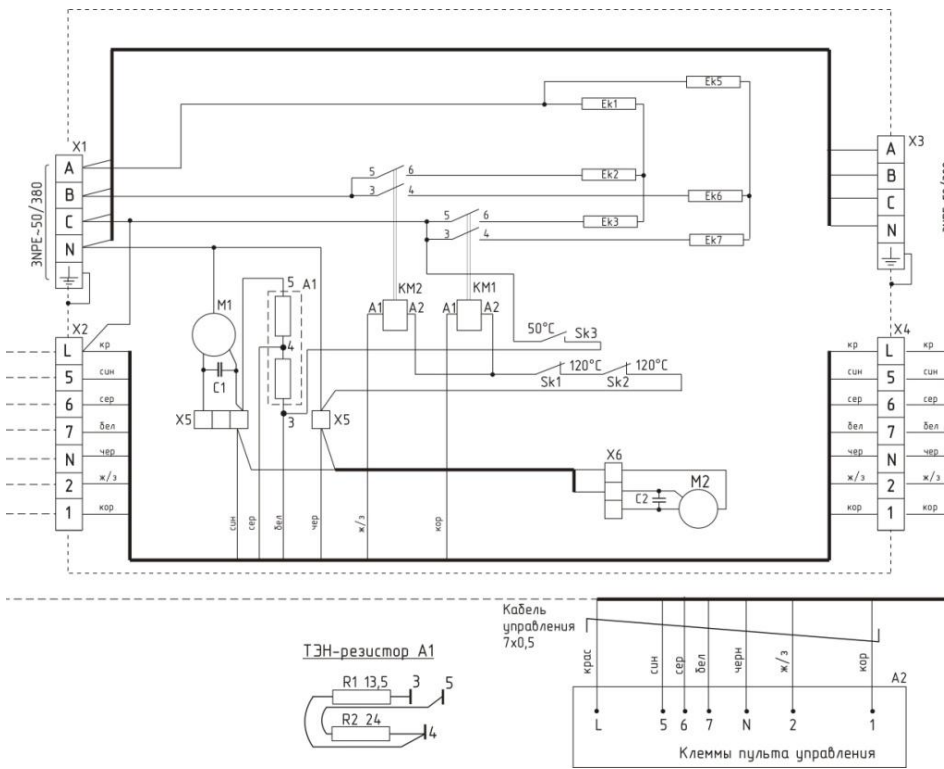 Ek5
Ek1
X1
X3
A
5
6
Ek2
A
B
3
4
Ek6
B
C
5
6
Ek3
C
N
3
4
Ek7
N
3NPE~50/380
M1
5
A1
KM2
KM1
A1
A2
A1
A2
X2
50°C
Sk3
X4
L
кр
4
кр
L
кр
5
син
C1
120°C
120°C
син
5
син
6
сер
Sk1
Sk2
сер
6
сер
7
бел
X5
3
X5
бел
7
бел
N
чер
X6
чер
N
чер
2
ж/з
M2
ж/з
2
ж/з
1
кор
C2
кор
1
кор
син
сер
бел
чер
ж/з
кор
Кабель
управления
7x0,5
крас
син
сер
бел
черн
ж/з
кор
ТЭН-резистор A1
A2
R1 13,5
3
5
R2 24
4
L
5
6
7
N
2
1
Клеммы пульта управления